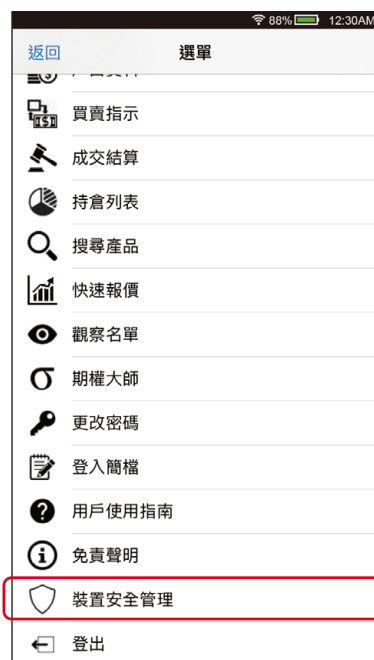 88% 12:30AM
返回 選單
買賣指示
成交結算
持倉列表
搜尋產品
快速報價
觀察名單
期權大師
更改密碼
登入簡檔
用戶使用指南
免責聲明
裝置安全管理
登出